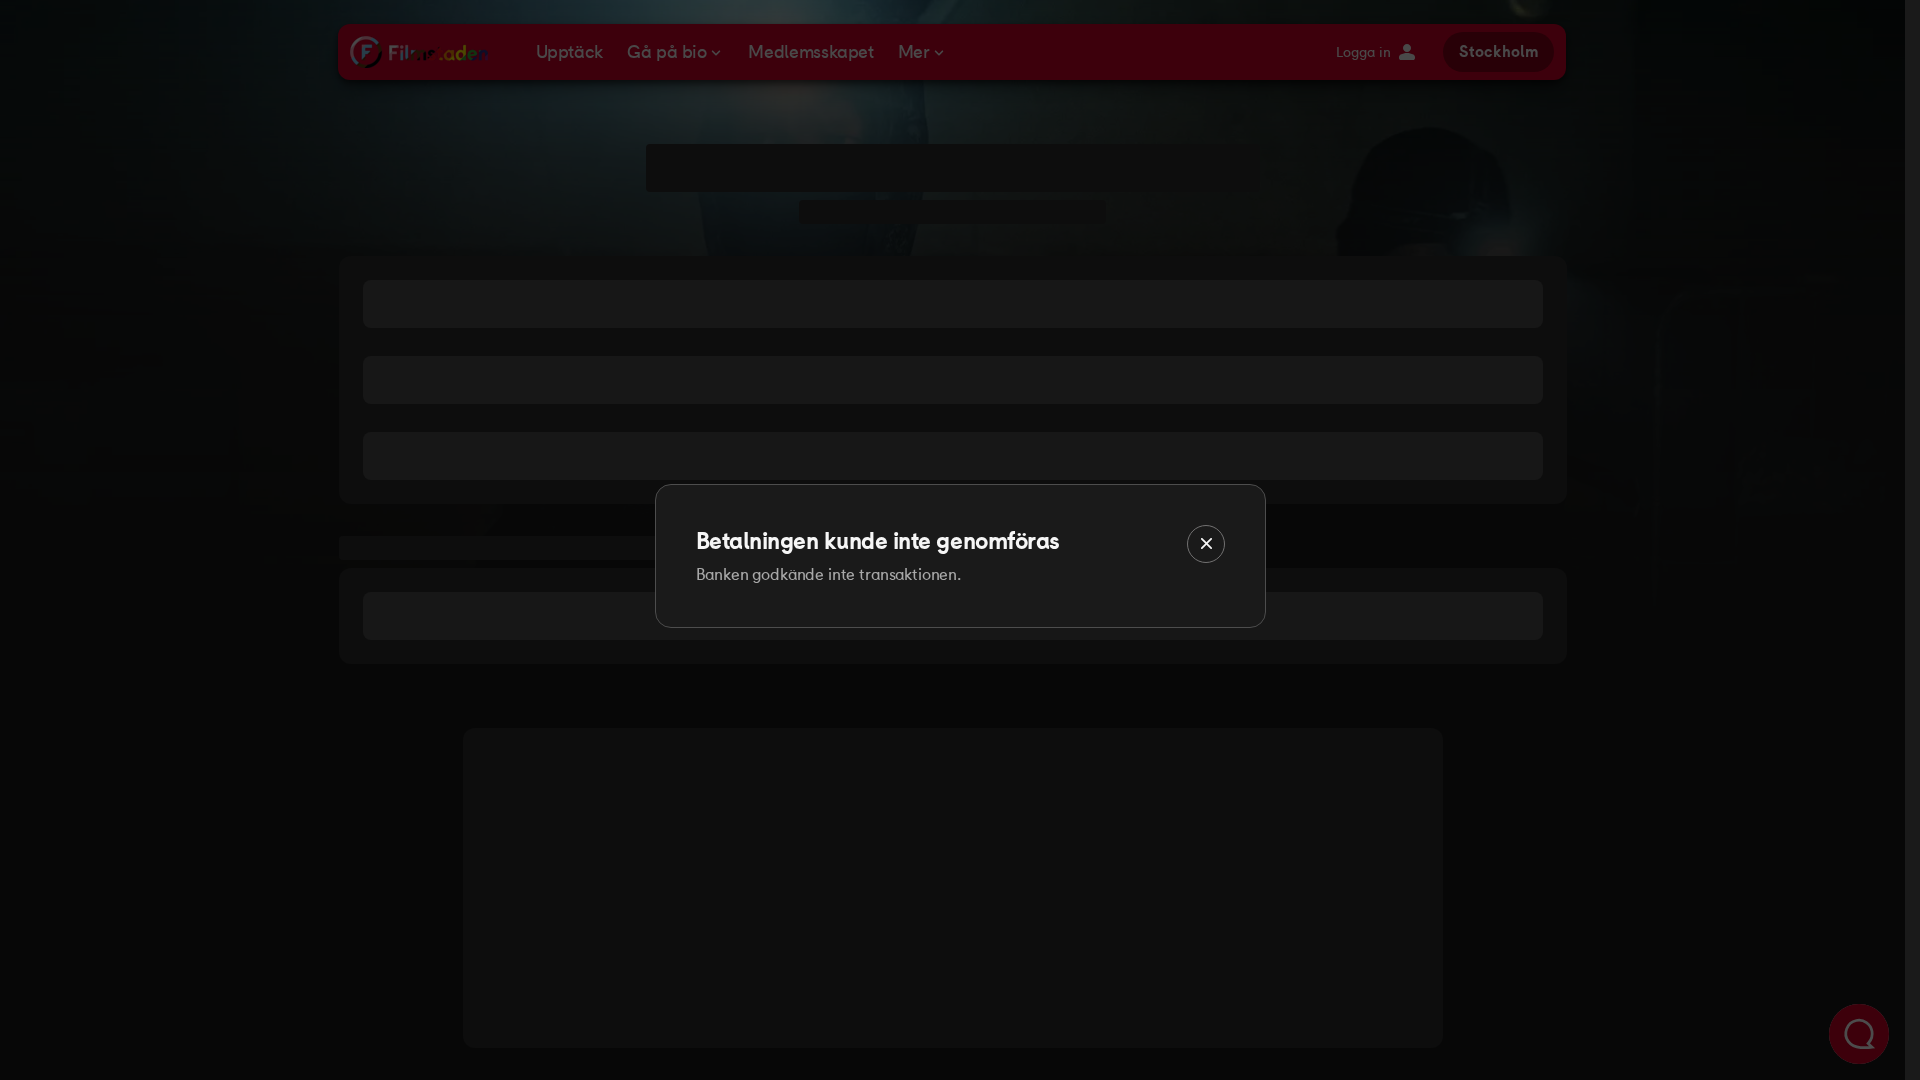 Filmstaden
Upptäck
Gå på bio
Medlemsskapet
Mer
Logga in
Stockholm
Betalningen kunde inte genomföras
Banken godkände inte transaktionen.